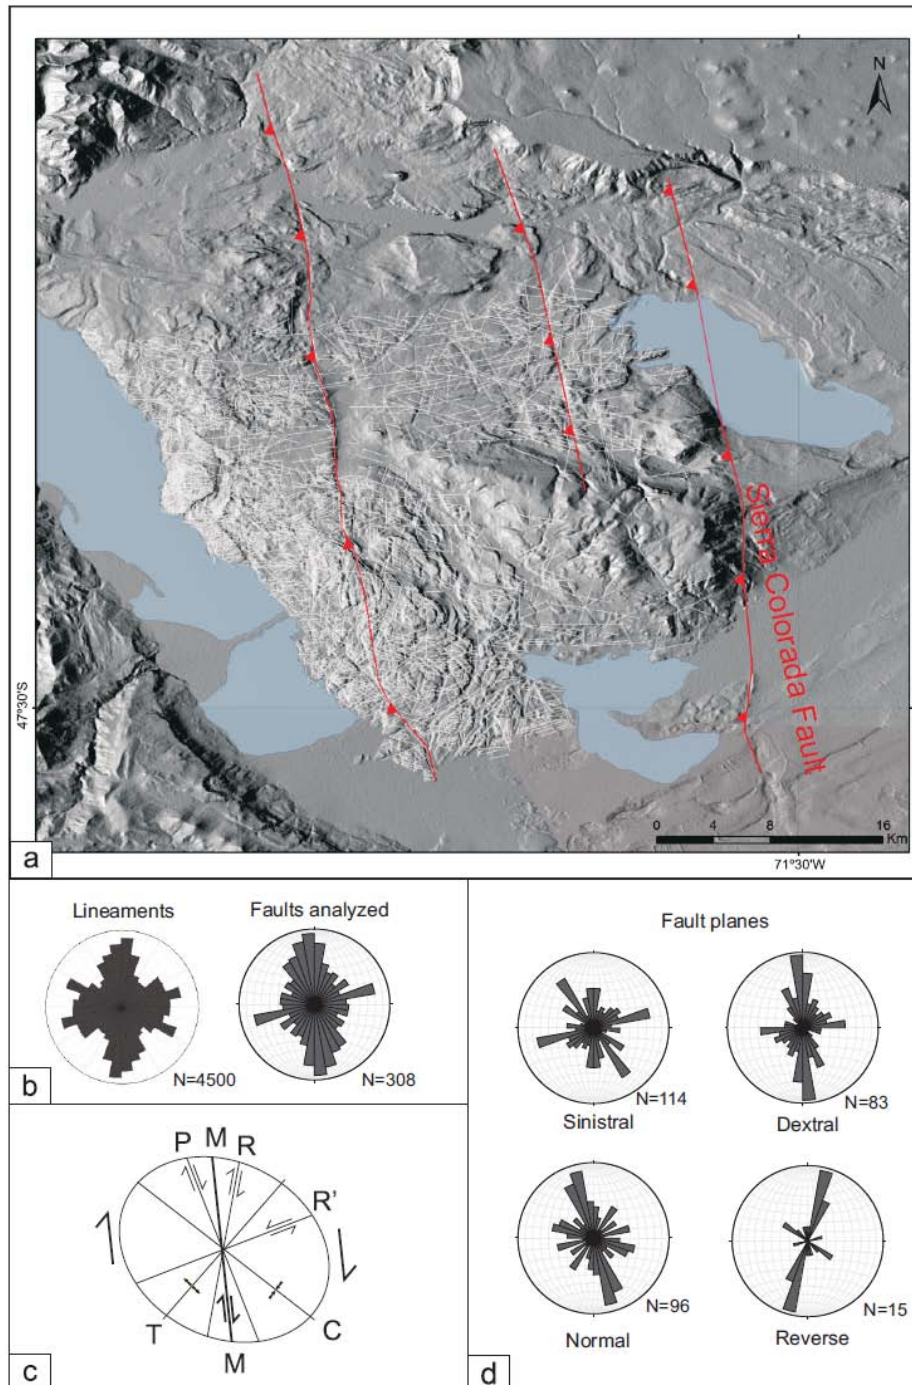 N
Sierra Colorada Fault
47°30'S
0 4 8 16
Km
71°30'W
a
Lineaments
Faults analyzed
N=4500
N=308
b
P M R
R'
T
M
C
c
Fault planes
N=114
Sinistral
N=83
Dextral
N=96
Normal
N=15
Reverse
d